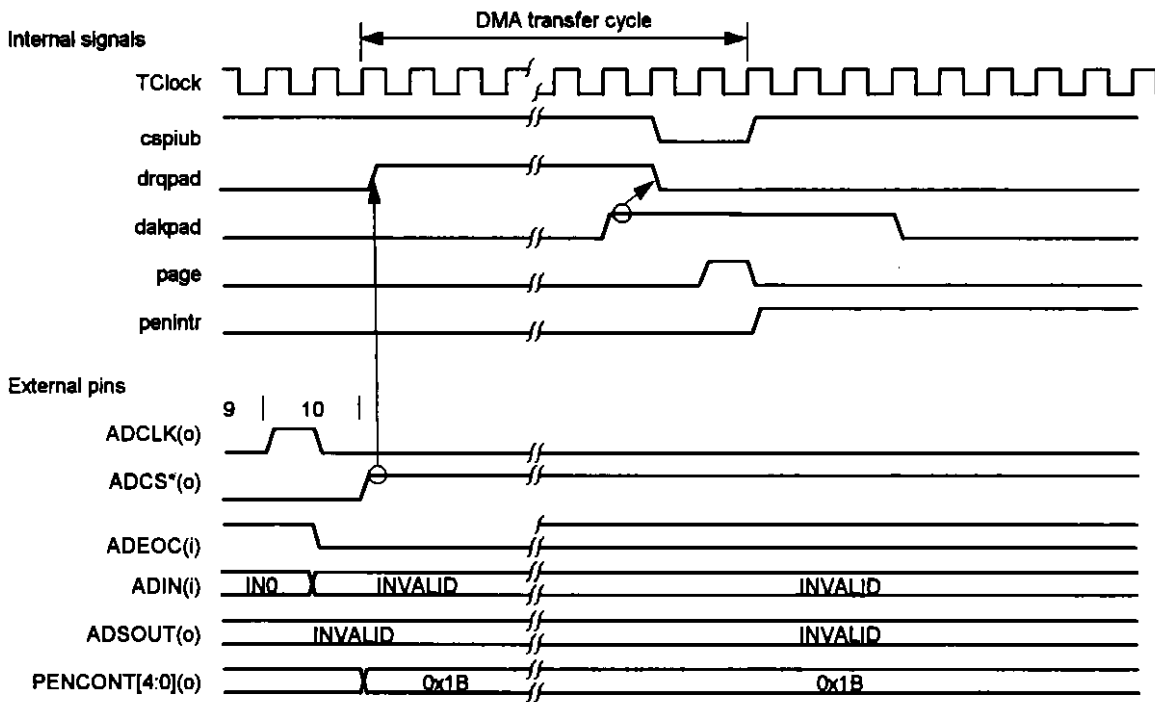 DMA transfer cycle
Internal signals
TClock
cspiub
drqpad
dakpad
page
penintr
External pins
9 | 10 |
ADCLK(o)
ADCS*(o)
ADEOC(i)
ADIN(i) IN0 INVALID INVALID
ADSOUT(o) INVALID INVALID
PENCONT[4:0](o) 0x1B 0x1B